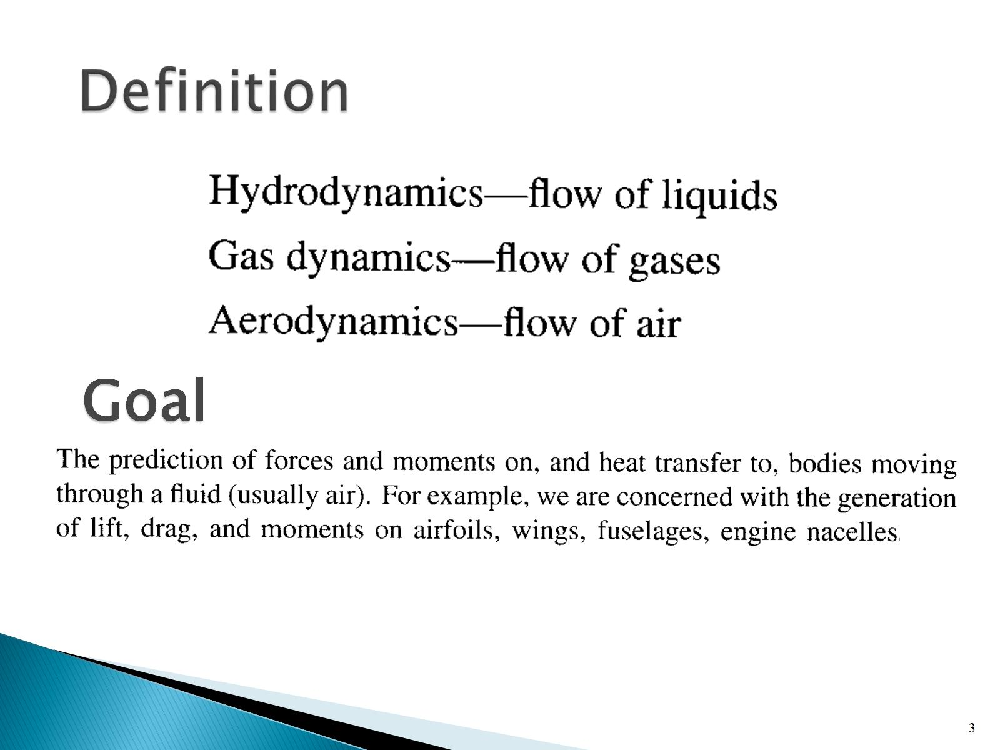 Definition
Hydrodynamics—flow of liquids
Gas dynamics—flow of gases
Aerodynamics—flow of air
Goal
The prediction of forces and moments on, and heat transfer to, bodies moving
through a fluid (usually air). For example, we are concerned with the generation
of lift, drag, and moments on airfoils, wings, fuselages, engine nacelles.
3